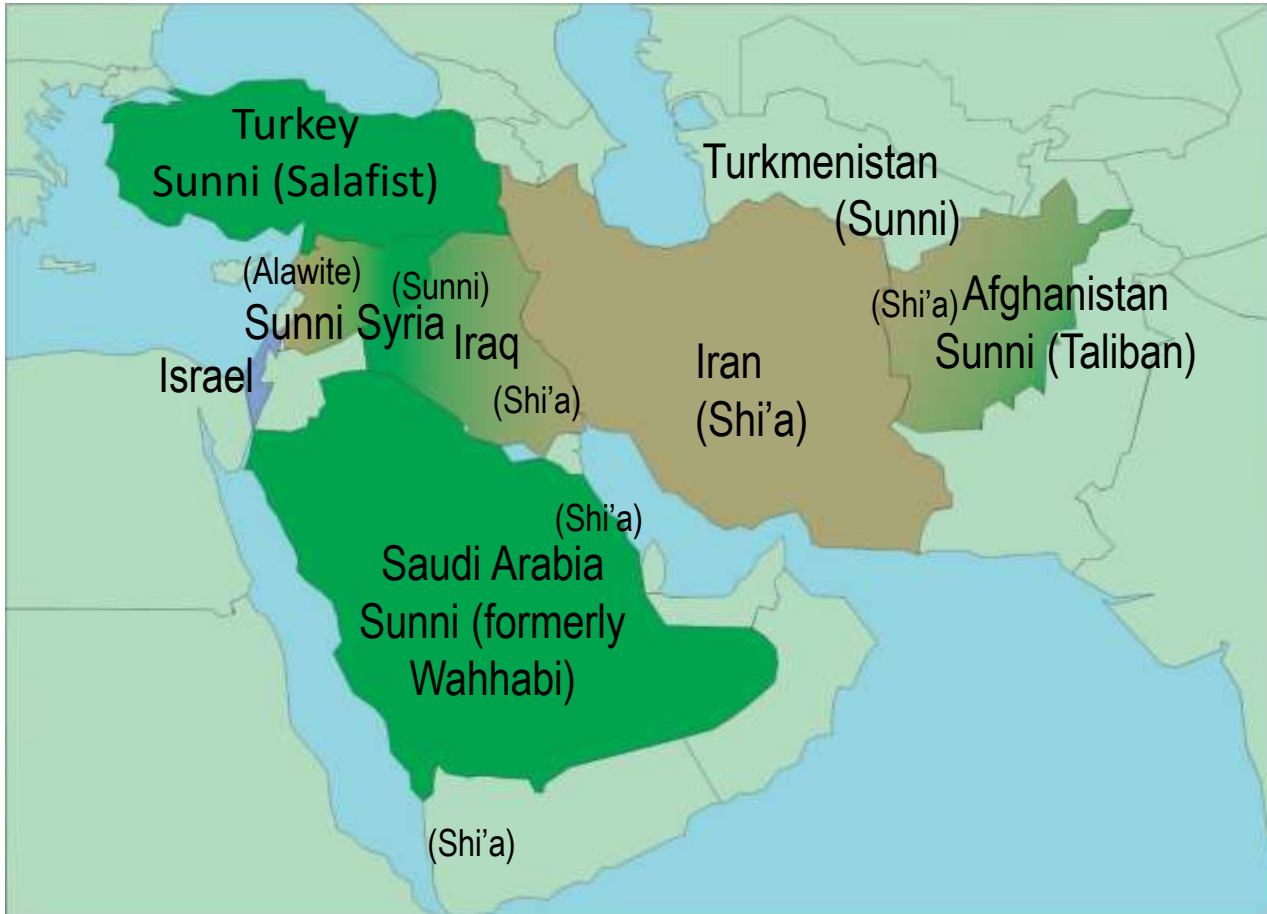 Turkey
Sunni (Salafist)
Turkmenistan
(Sunni)
(Alawite)
(Sunni)
Sunni Syria
Iraq
Israel
(Shi'a)
(Shi'a) Afghanistan
Sunni (Taliban)
Iran
(Shi'a)
(Shi'a)
Saudi Arabia
Sunni (formerly
Wahhabi)
(Shi'a)